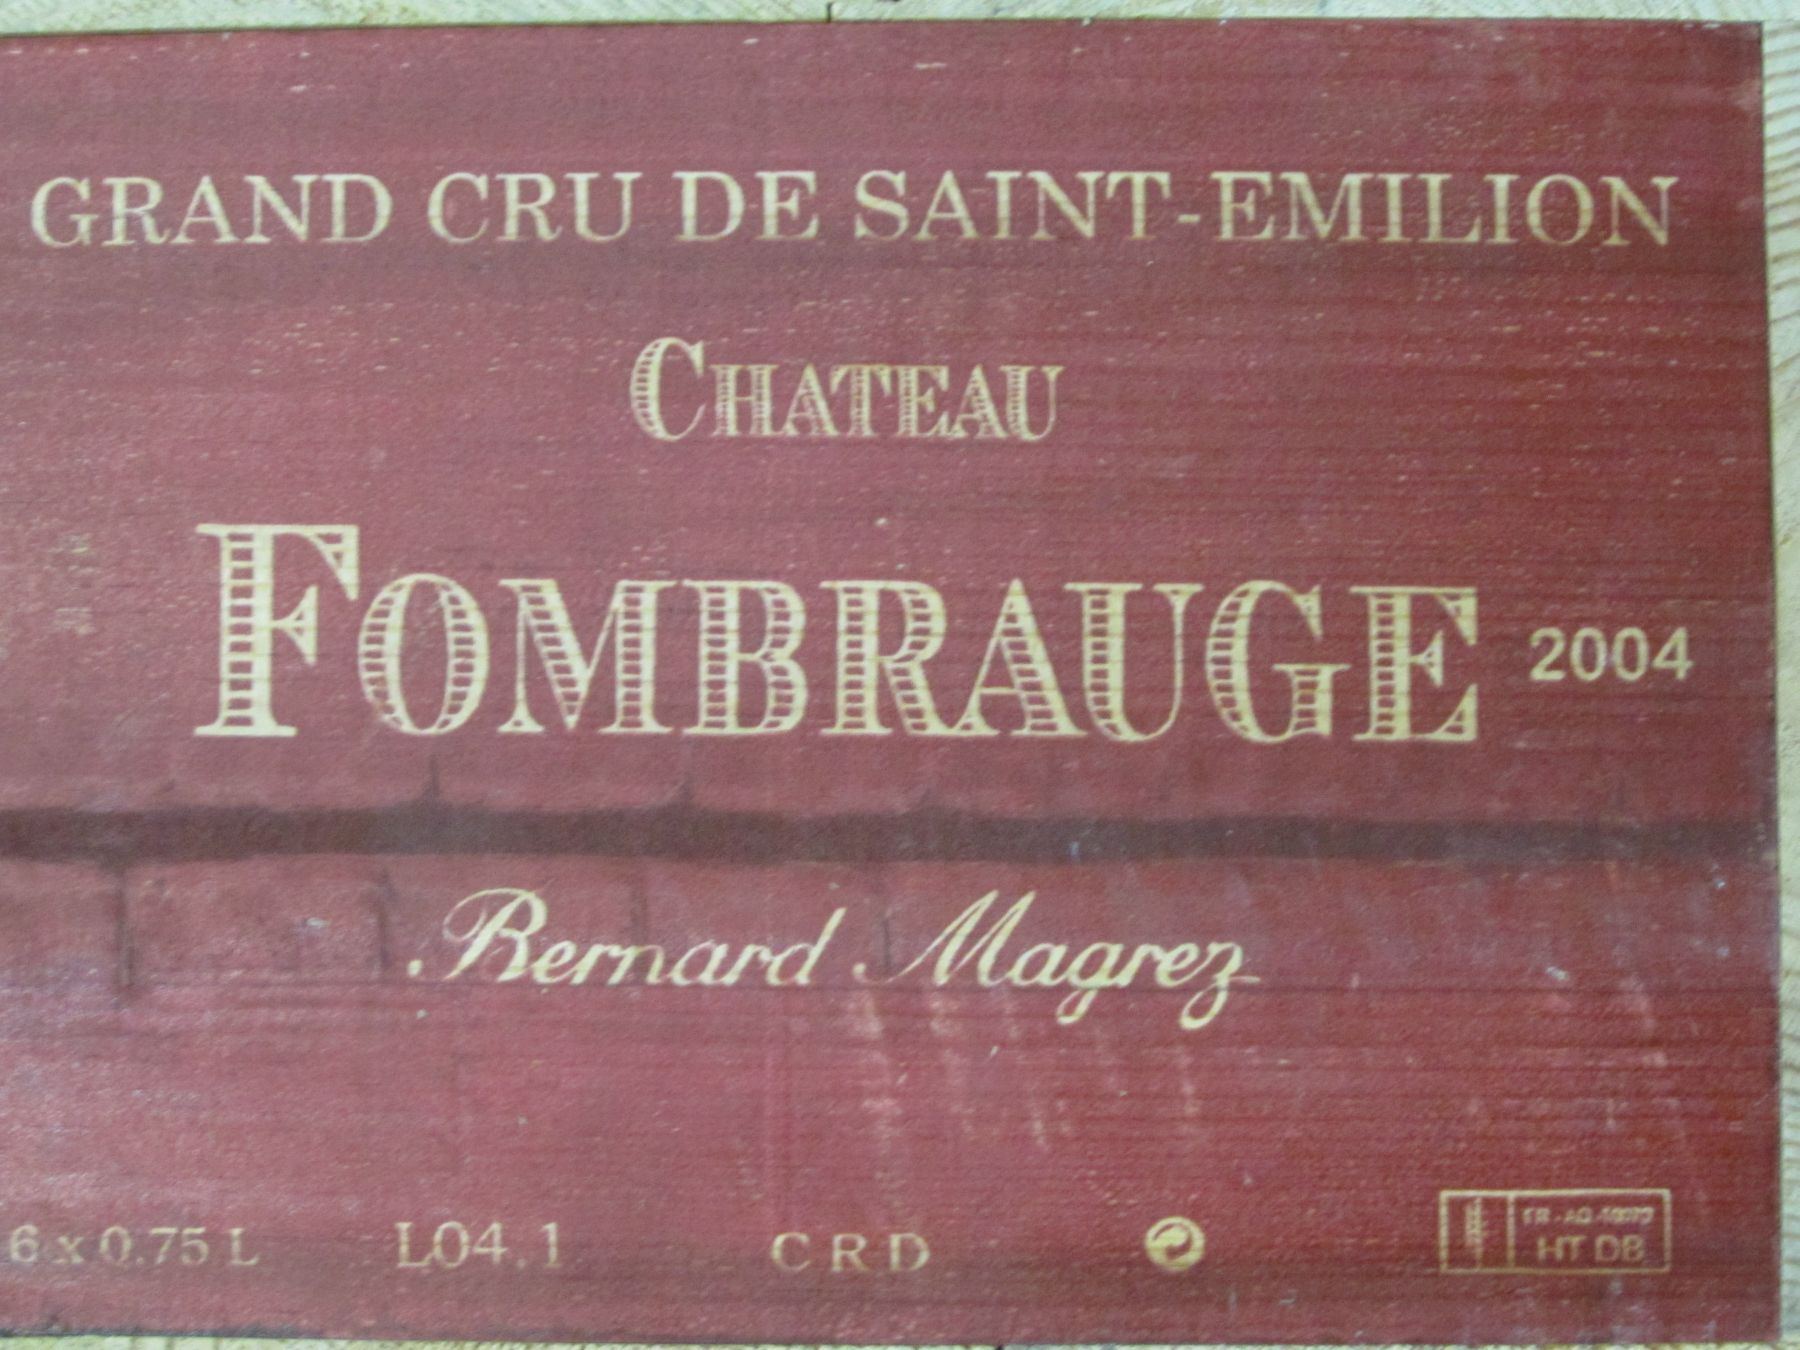 GRAND CRU DE SAINT-EMILION
CHATEAU
FOMBRAUGE 2004
Bernard Magrez
6 x 0.75 L L04.1 CRD
HT DB